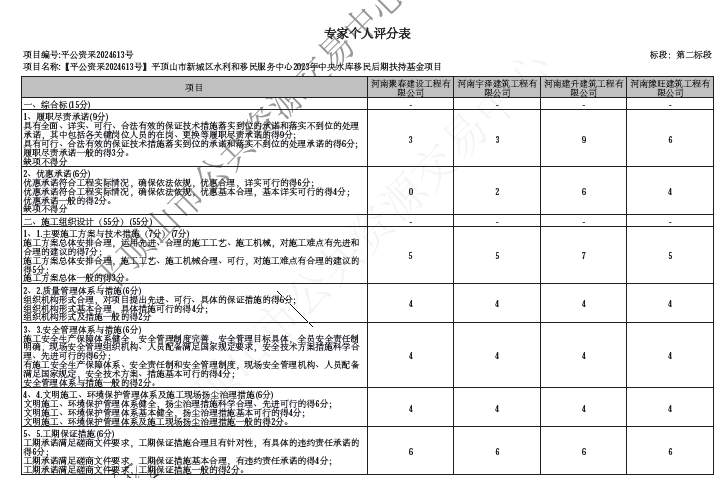 专家个人评分表
项目编号:平公资采2024613号 标段: 第二标段
项目名称:【平公资采2024613号】平顶山市新城区水利和移民服务中心2023年中央水库移民后期扶持基金项目
项目 河南聚春建设工程有限公司 河南宇泽建筑工程有限公司 河南建升建筑工程有限公司 河南豫旺建筑工程有限公司
一、综合标(15分) - - - -
1、履职尽责承诺(9分)
具有全面、详实、可行、合法有效的保证技术措施落实到位的承诺和落实不到位的处理
承诺, 其中包括各关键岗位人员的在岗、更换等履职尽责承诺的得9分;
具有可行、合法有效的保证技术措施落实到位的承诺和落实不到位的处理承诺的得6分;
履职尽责承诺一般的得3分。
缺项不得分
3 3 9 6
2、优惠承诺(6分)
优惠承诺符合工程实际情况, 确保依法依规, 优惠合理, 详实可行的得6分;
优惠承诺符合工程实际情况, 确保依法依规, 优惠基本合理, 基本详实可行的得4分;
优惠承诺一般的得2分。
缺项不得分
0 2 6 4
二、施工组织设计 (55分)(55分) - - - -
1、1.主要施工方案与技术措施 (7分) (7分)
施工方案总体安排合理, 运用先进、合理的施工工艺、施工机械, 对施工难点有先进和
合理的建议的得7分;
施工方案总体安排合理, 施工工艺、施工机械合理、可行, 对施工难点有合理的建议的
得5分;
施工方案总体一般的得3分。
5 5 7 5
2、2.质量管理体系与措施(6分)
组织机构形式合理, 对项目提出先进、可行、具体的保证措施的得6分;
组织机构形式基本合理, 具体措施可行的得4分;
组织机构形式及措施一般的得2分
4 4 4 4
3、3.安全管理体系与措施(6分)
施工安全生产保障体系健全, 安全管理制度完善, 安全管理目标具体, 全员安全责任制
明确, 现场安全管理组织机构、人员配备满足国家规定要求, 安全技术方案措施科学合
理、先进可行的得6分;
有施工安全生产保障体系、安全责任制和安全管理制度, 现场安全管理机构、人员配备
满足国家规定, 安全技术方案、措施基本可行的得4分;
安全管理体系与措施一般的得2分。
4 4 4 4
4、4.文明施工、环境保护管理体系及施工现场扬尘治理措施(6分)
文明施工、环境保护管理体系健全, 扬尘治理措施科学合理、先进可行的得6分;
文明施工、环境保护管理体系基本健全, 扬尘治理措施基本可行的得4分;
文明施工、环境保护管理体系及施工现场扬尘治理措施一般的得2分。
4 4 4 4
5、5.工期保证措施(6分)
工期承诺满足磋商文件要求, 工期保证措施合理且有针对性, 有具体的违约责任承诺的
得6分;
工期承诺满足磋商文件要求, 工期保证措施基本合理, 有违约责任承诺的得4分;
工期承诺满足磋商文件要求, 工期保证措施一般的得2分。
6 6 6 6
平顶山市公共资源交易中心